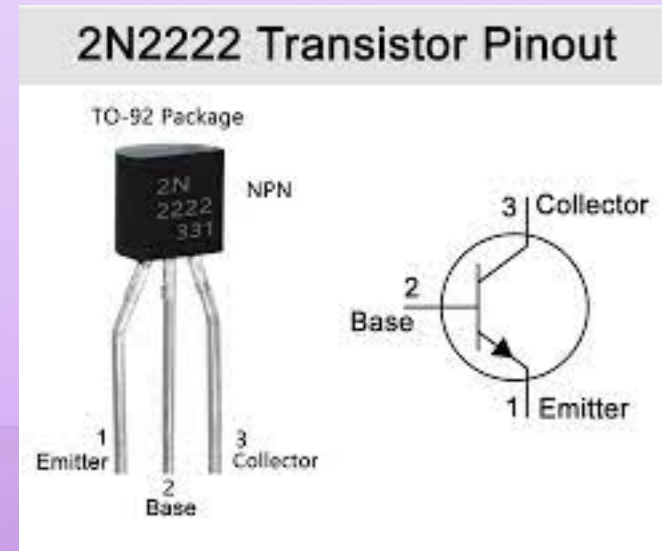 2N2222 Transistor Pinout
TO-92 Package
2N
2222
331
NPN
1
Emitter
2
Base
3
Collector
3 Collector
2
Base
1 Emitter